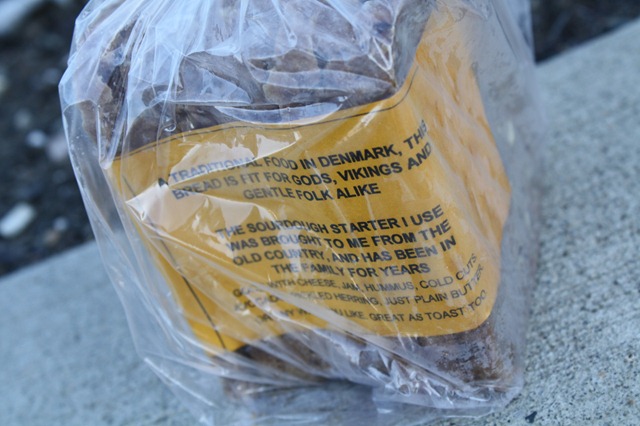 A TRADITIONAL FOOD IN DENMARK, THIS
BREAD IS FIT FOR GODS, VIKINGS AND
GENTLE FOLK ALIKE
THE SOURDOUGH STARTER I USE
WAS BROUGHT TO ME FROM THE
OLD COUNTRY, AND HAS BEEN IN
THE FAMILY FOR YEARS
WITH CHEESE, JAM, HUMMUS, COLD CUTS
PICKLED HERRING, JUST PLAIN BUTTER
LIKE. GREAT AS TOAST TOO